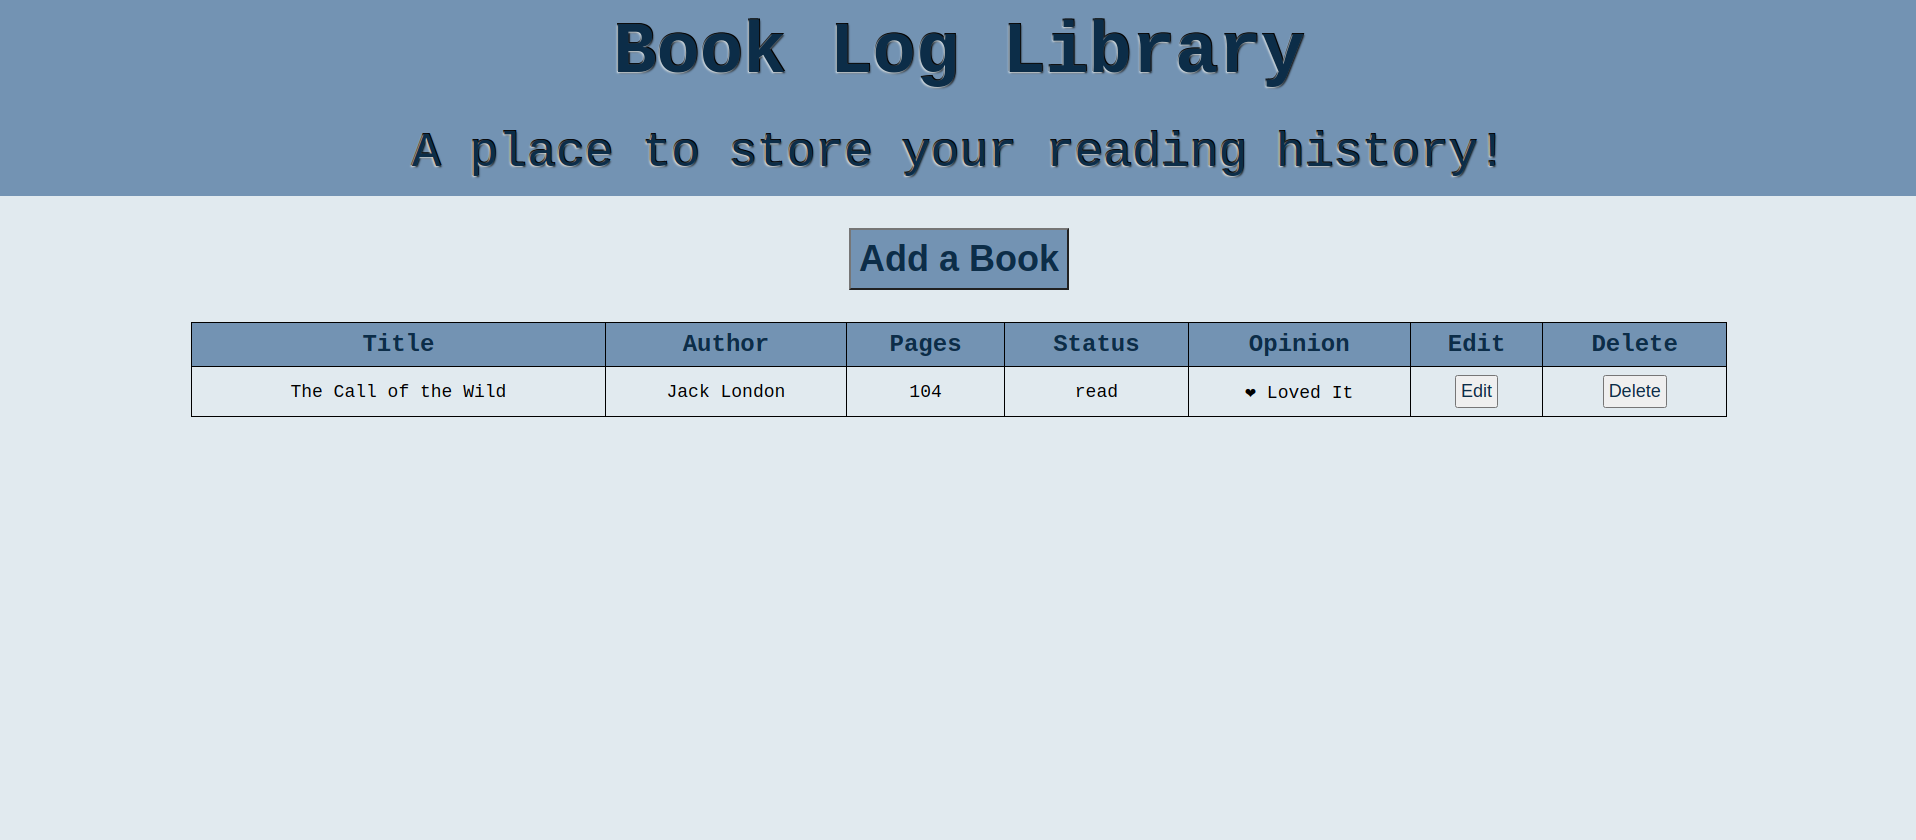 Book Log Library
A place to store your reading history!
Add a Book
Title Author Pages Status Opinion Edit Delete
The Call of the Wild Jack London 104 read ❤ Loved It Edit Delete